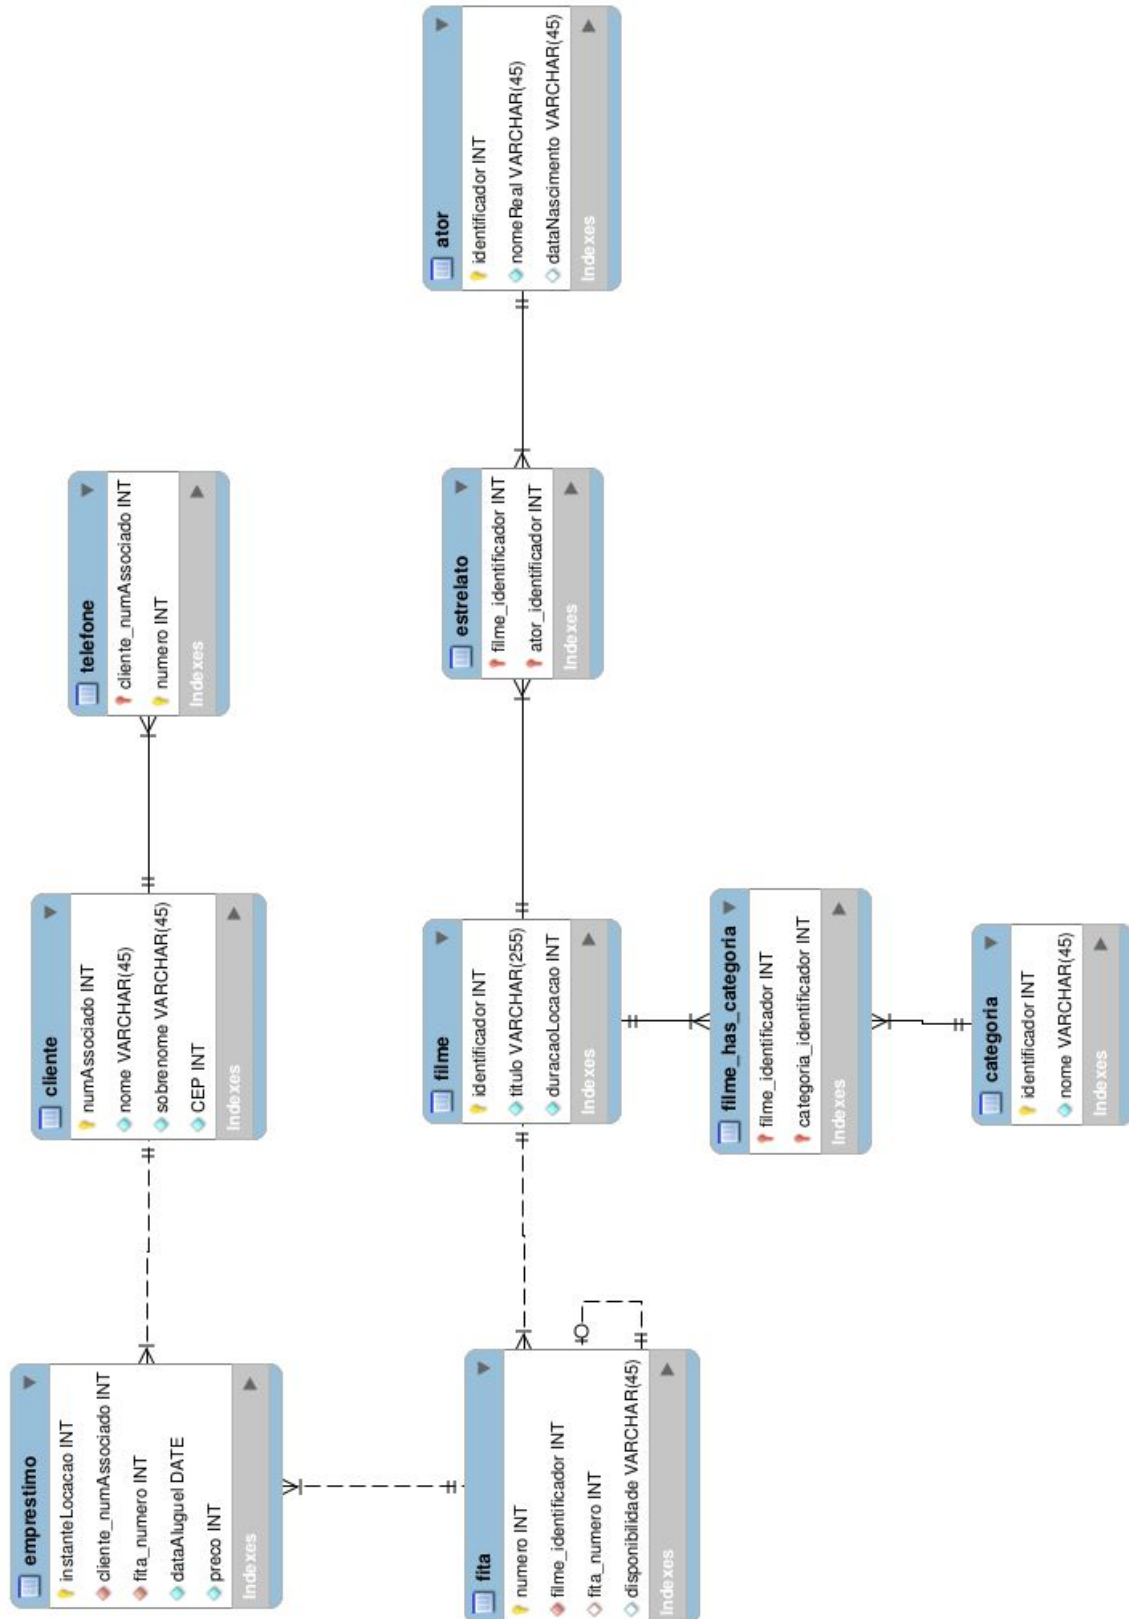 emprestimo
instanteLocacao INT
cliente_numAssociado INT
fita_numero INT
dataAluguel DATE
preco INT
Indexes
cliente
numAssociado INT
nome VARCHAR(45)
sobrenome VARCHAR(45)
CEP INT
Indexes
telefone
cliente_numAssociado INT
numero INT
Indexes
fita
numero INT
filme_identificador INT
fita_numero INT
disponibilidade VARCHAR(45)
Indexes
filme
identificador INT
titulo VARCHAR(255)
duracaoLocacao INT
Indexes
estrelato
filme_identificador INT
ator_identificador INT
Indexes
ator
identificador INT
nomeReal VARCHAR(45)
dataNascimento VARCHAR(45)
Indexes
filme_has_categoria
filme_identificador INT
categoria_identificador INT
Indexes
categoria
identificador INT
nome VARCHAR(45)
Indexes